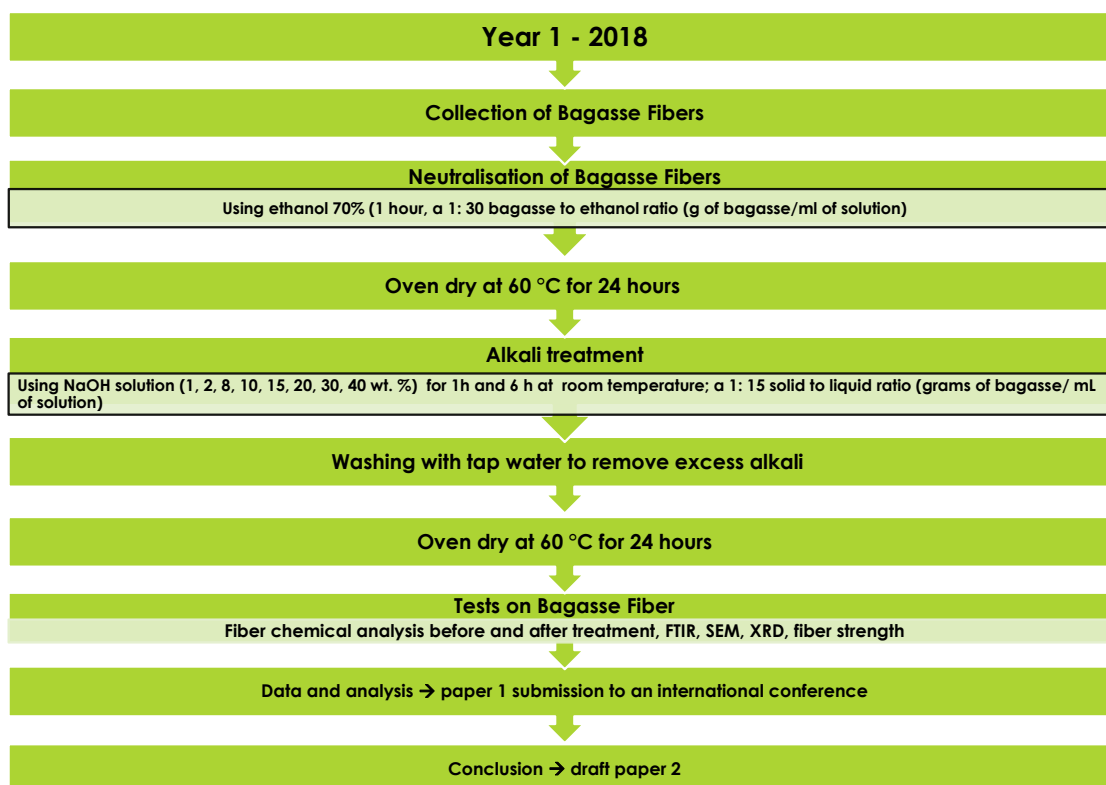 Year 1 - 2018
Collection of Bagasse Fibers
Neutralisation of Bagasse Fibers
Using ethanol 70% (1 hour, a 1: 30 bagasse to ethanol ratio (g of bagasse/ml of solution)
Oven dry at 60 °C for 24 hours
Alkali treatment
Using NaOH solution (1, 2, 8, 10, 15, 20, 30, 40 wt. %) for 1h and 6 h at room temperature; a 1: 15 solid to liquid ratio (grams of bagasse/ mL
of solution)
Washing with tap water to remove excess alkali
Oven dry at 60 °C for 24 hours
Tests on Bagasse Fiber
Fiber chemical analysis before and after treatment, FTIR, SEM, XRD, fiber strength
Data and analysis → paper 1 submission to an international conference
Conclusion → draft paper 2